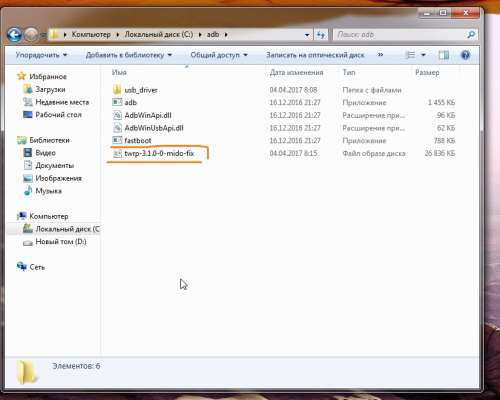 Компьютер ▸ Локальный диск (C:) ▸ adb ▸
Поиск: adb
Упорядочить ▾ Добавить в библиотеку ▾ Общий доступ ▾ Записать на оптический диск »
Имя Дата изменения Тип Размер
usb_driver 04.04.2017 8:08 Папка с файлами
adb 16.12.2016 21:27 Приложение 1 455 КБ
AdbWinApi.dll 16.12.2016 21:27 Расширение при... 96 КБ
AdbWinUsbApi.dll 16.12.2016 21:27 Расширение при... 62 КБ
fastboot 16.12.2016 21:27 Приложение 788 КБ
twrp-3.1.0-0-mido-fix 04.04.2017 8:15 Файл образа диска 26 836 КБ
Избранное
Загрузки
Недавние места
Рабочий стол
Библиотеки
Видео
Документы
Изображения
Музыка
Компьютер
Локальный диск (C
Новый том (D:)
Сеть
Элементов: 6